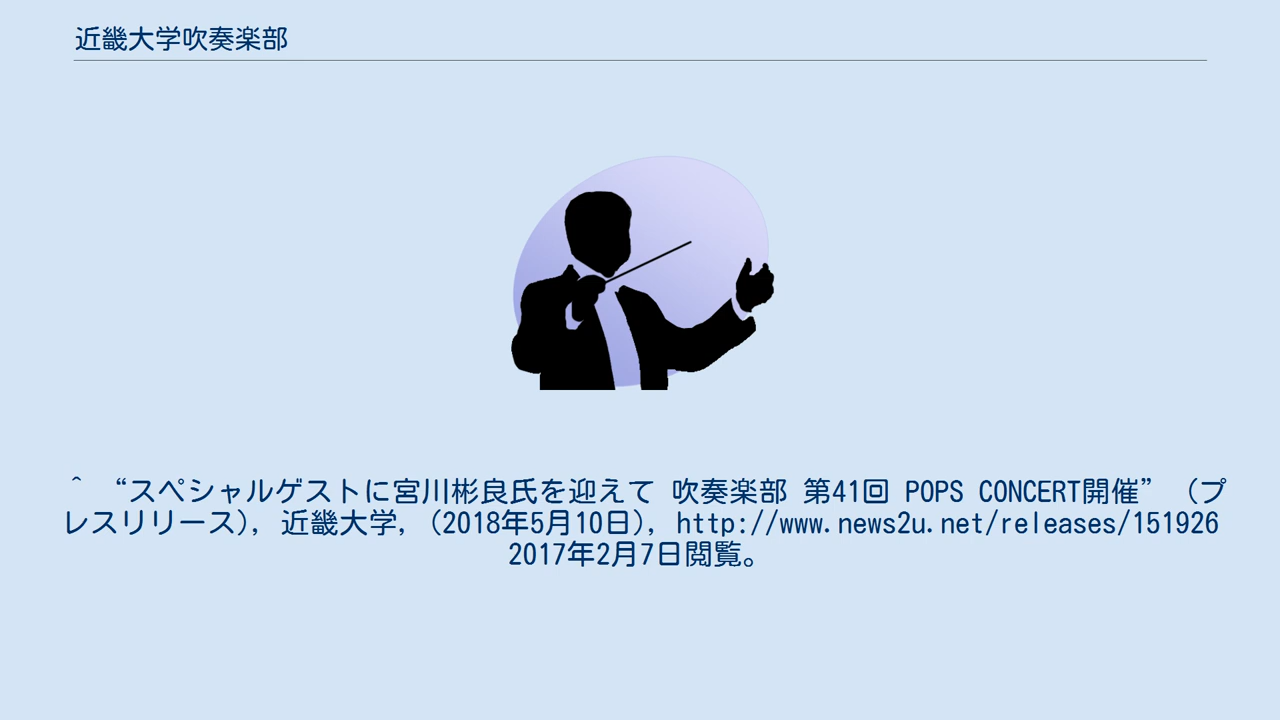 近畿大学吹奏楽部
^ “スペシャルゲストに宮川彬良氏を迎えて 吹奏楽部 第41回 POPS CONCERT開催” (プ
レスリリース), 近畿大学, (2018年5月10日), http://www.news2u.net/releases/151926
2017年2月7日閲覧。